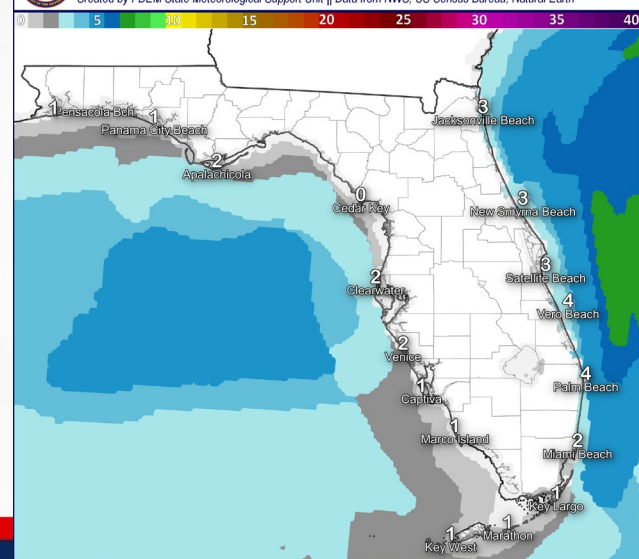 Created by FDEM State Meteorological Support Unit || Data from NWS, US Census Bureau, Natural Earth
0 5 10 15 20 25 30 35 40
1
Pensacola Bch.
1
Panama City Beach
2
Apalachicola
3
Jacksonville Beach
0
Cedar Key
3
New Smyrna Beach
2
Clearwater
3
Satellite Beach
4
Vero Beach
2
Venice
1
Captiva
4
Palm Beach
1
Marco Island
2
Miami Beach
1
Key Largo
1
Marathon
1
Key West